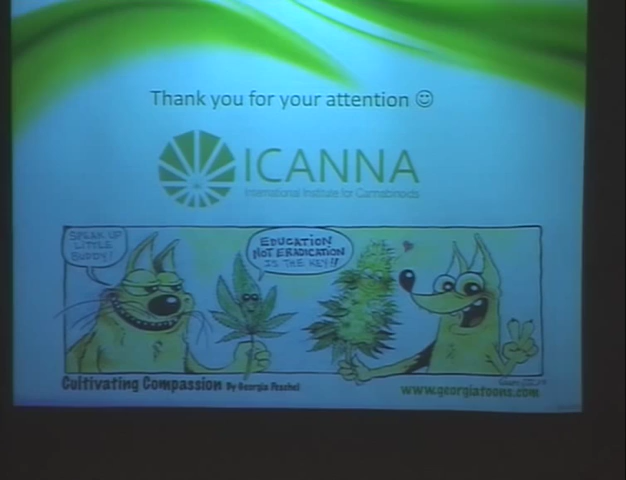 Thank you for your attention ☺
ICANNA
International Institute for Cannabinoids
SPEAK UP
LITTLE
BUDDY!
EDUCATION
NOT ERADICATION
IS THE KEY!!
Cultivating Compassion By Georgia Peschel
www.georgiatoons.com